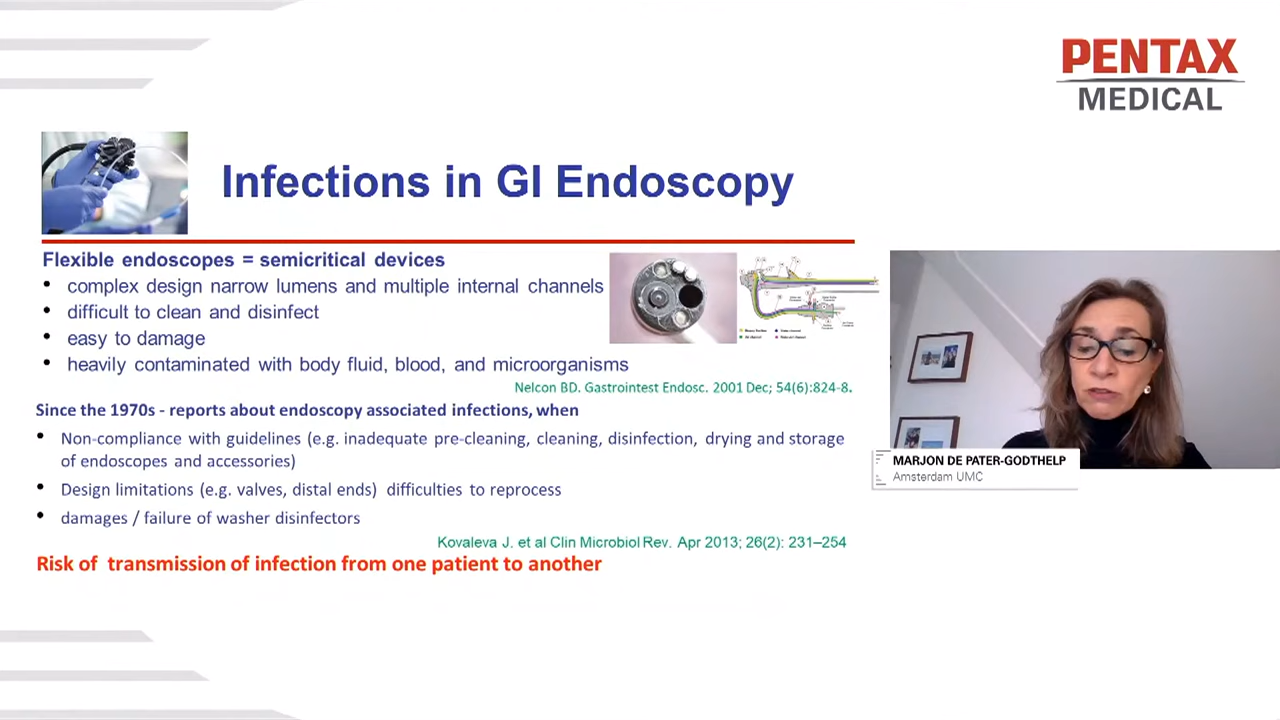 PENTAX
MEDICAL
Infections in GI Endoscopy
Flexible endoscopes = semicritical devices
• complex design narrow lumens and multiple internal channels
• difficult to clean and disinfect
• easy to damage
• heavily contaminated with body fluid, blood, and microorganisms
Nelcon BD. Gastrointest Endosc. 2001 Dec; 54(6):824-8.
Since the 1970s - reports about endoscopy associated infections, when
• Non-compliance with guidelines (e.g. inadequate pre-cleaning, cleaning, disinfection, drying and storage
of endoscopes and accessories)
• Design limitations (e.g. valves, distal ends) difficulties to reprocess
• damages / failure of washer disinfectors
Kovaleva J. et al Clin Microbiol Rev. Apr 2013; 26(2): 231–254
Risk of transmission of infection from one patient to another
MARJON DE PATER-GODTHELP
Amsterdam UMC